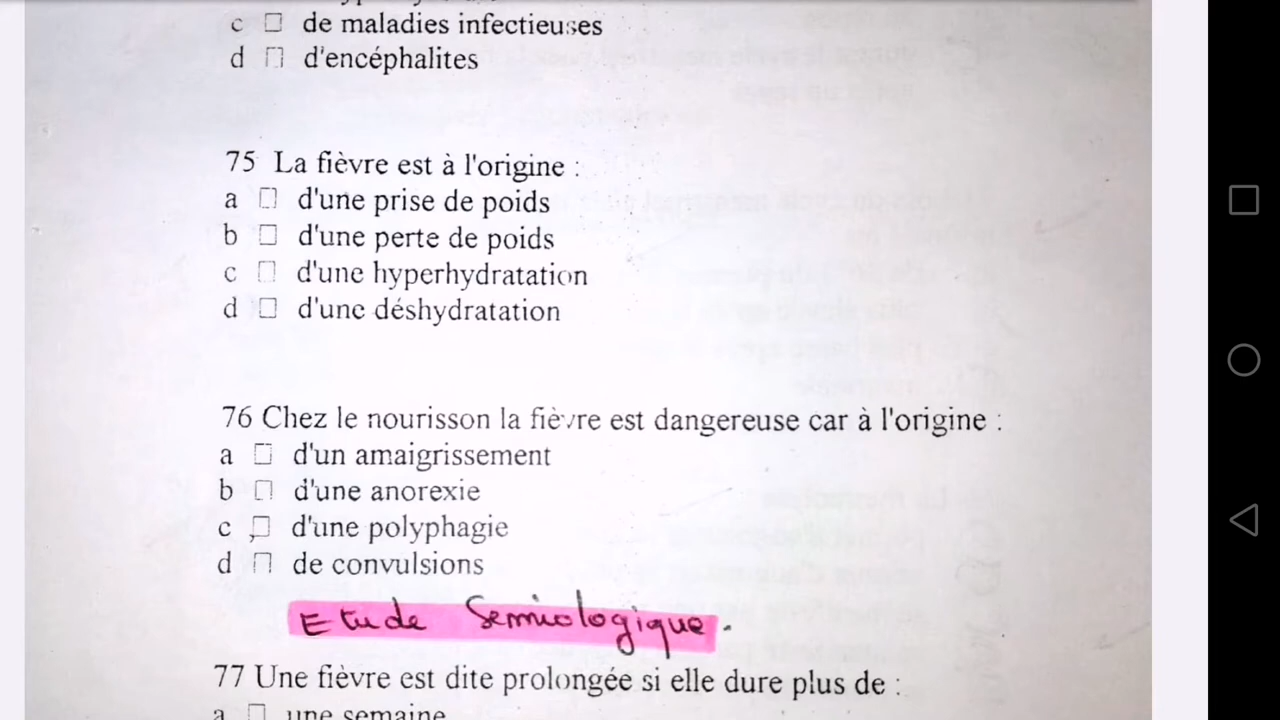 c □ de maladies infectieuses
d □ d'encéphalites
75 La fièvre est à l'origine :
a □ d'une prise de poids
b □ d'une perte de poids
c □ d'une hyperhydratation
d □ d'une déshydratation
76 Chez le nourisson la fièvre est dangereuse car à l'origine :
a □ d'un amaigrissement
b □ d'une anorexie
c □ d'une polyphagie
d □ de convulsions
Etude Semiologique.
77 Une fièvre est dite prolongée si elle dure plus de :
a □ une semaine